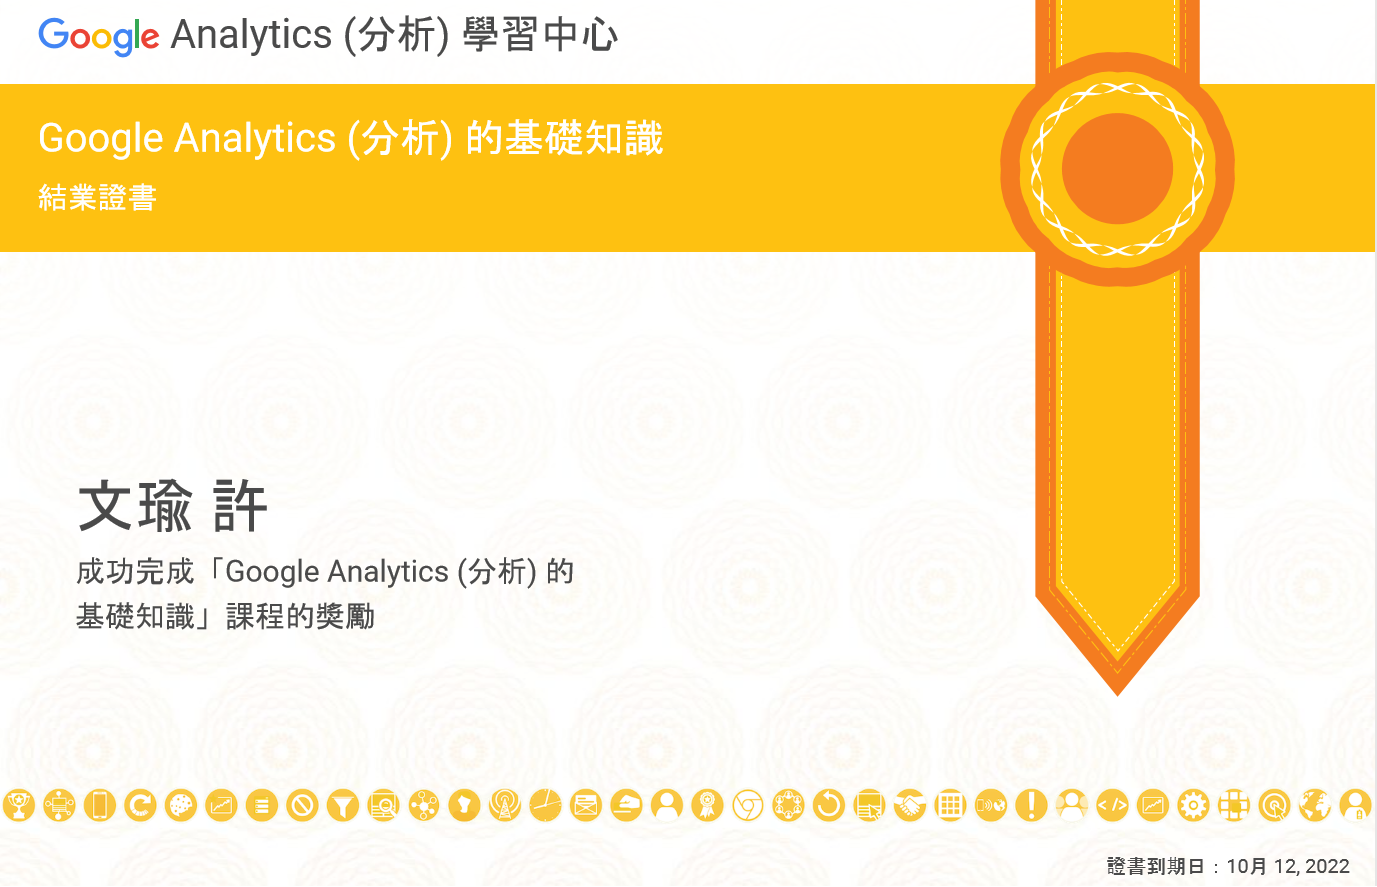 Google Analytics (分析) 學習中心
Google Analytics (分析) 的基礎知識
結業證書
文瑜 許
成功完成「Google Analytics (分析) 的
基礎知識」課程的獎勵
證書到期日：10月 12, 2022